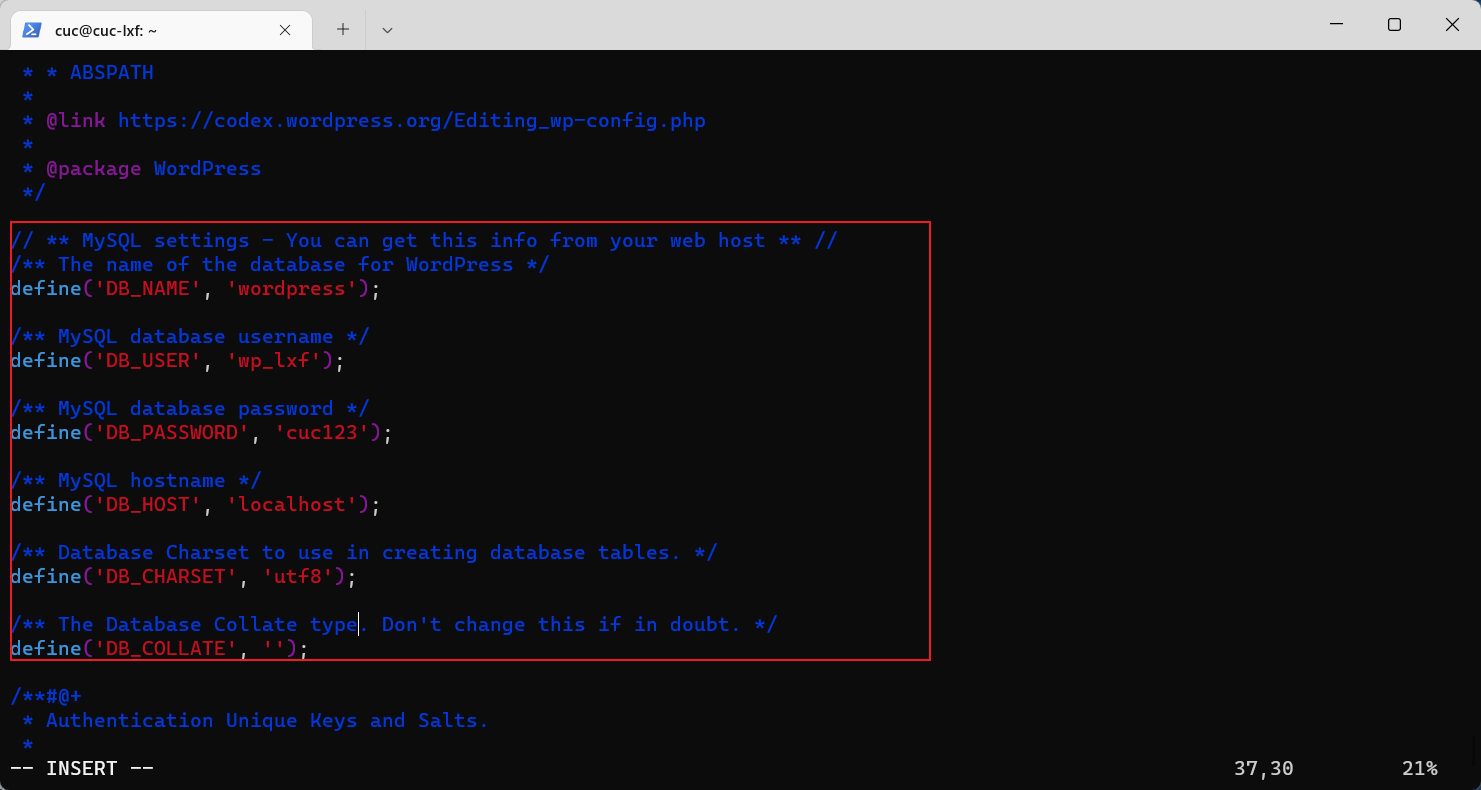 cuc@cuc-lxf: ~
* * ABSPATH
*
* @link https://codex.wordpress.org/Editing_wp-config.php
*
* @package WordPress
*/
// ** MySQL settings - You can get this info from your web host ** //
/** The name of the database for WordPress */
define('DB_NAME', 'wordpress');
/** MySQL database username */
define('DB_USER', 'wp_lxf');
/** MySQL database password */
define('DB_PASSWORD', 'cuc123');
/** MySQL hostname */
define('DB_HOST', 'localhost');
/** Database Charset to use in creating database tables. */
define('DB_CHARSET', 'utf8');
/** The Database Collate type. Don't change this if in doubt. */
define('DB_COLLATE', '');
/**#@+
* Authentication Unique Keys and Salts.
*
-- INSERT -- 37,30 21%